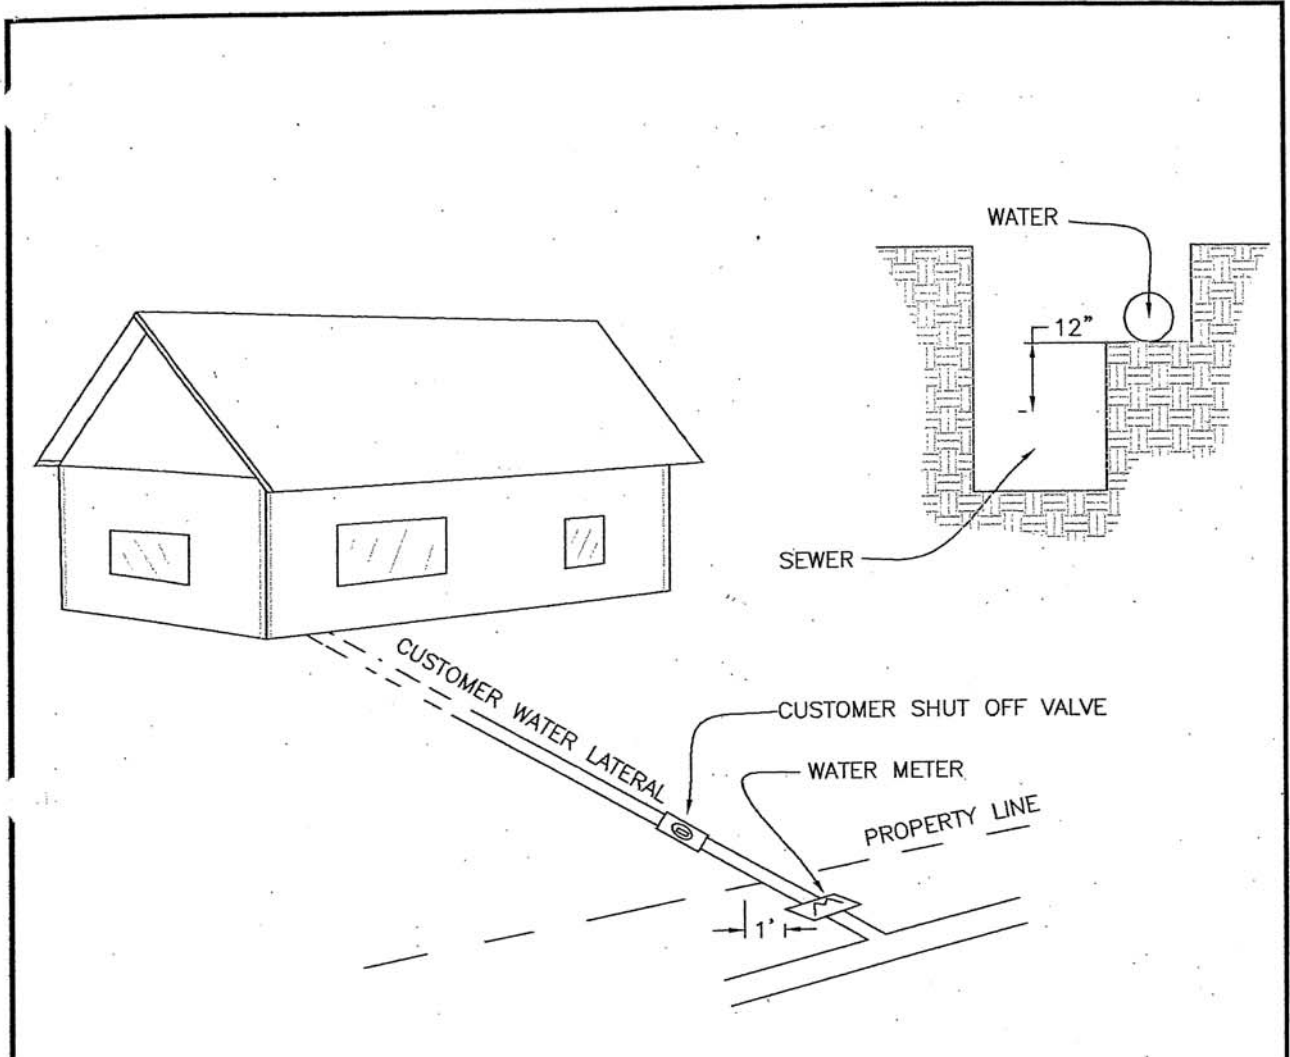 WATER
12"
SEWER
CUSTOMER WATER LATERAL
CUSTOMER SHUT OFF VALVE
WATER METER
PROPERTY LINE
M
1'